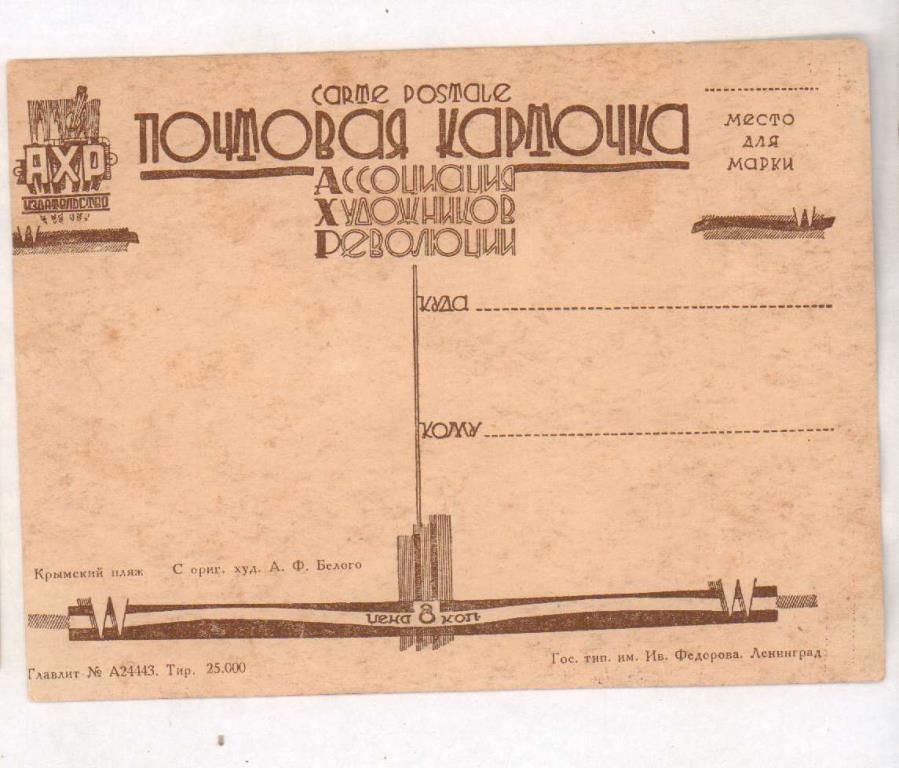 CARTE POSTALE
ПОЧТОВАЯ КАРТОЧКА
АССОЦИАЦИЯ
ХУДОЖНИКОВ
РЕВОЛЮЦИИ
АХР
ИЗДАТЕЛЬСТВО
МЕСТО
ДЛЯ
МАРКИ
КУДА
КОМУ
Крымский пляж С ориг. худ. А. Ф. Белого
цена 8 коп.
Главлит № А24443. Тир. 25.000
Гос. тип. им. Ив. Федорова. Ленинград